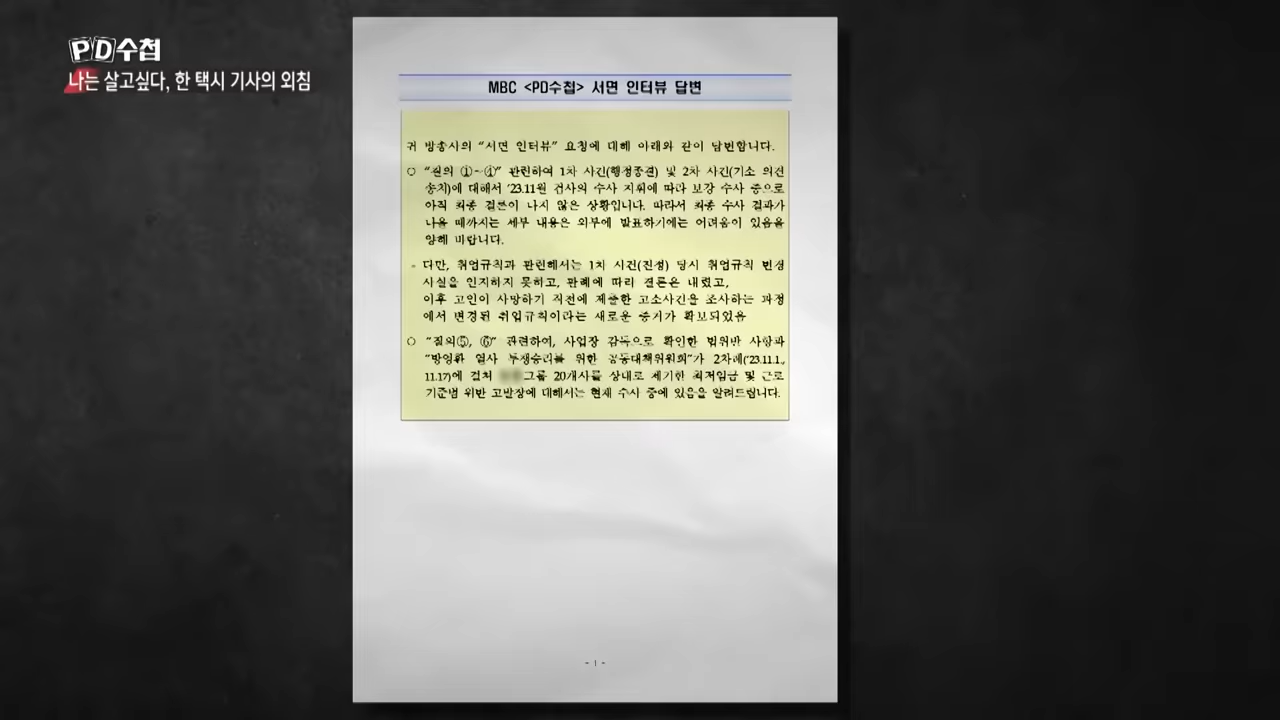 PD수첩
나는 살고싶다, 한 택시 기사의 외침
MBC <PD수첩> 서면 인터뷰 답변
귀 방송사의 “서면 인터뷰” 요청에 대해 아래와 같이 답변합니다.
○ “질의 ①~④” 관련하여 1차 사건(행정종결) 및 2차 사건(기소 의견
송치)에 대해서 '23.11월 검사의 수사 지휘에 따라 보강 수사 중으로
아직 최종 결론이 나지 않은 상황입니다. 따라서 최종 수사 결과가
나올 때까지는 세부 내용은 외부에 발표하기에는 어려움이 있음을
양해 바랍니다.
- 다만, 취업규칙과 관련해서는 1차 사건(진정) 당시 취업규칙 변경
사실을 인지하지 못하고, 판례에 따라 결론은 내렸고,
이후 고인이 사망하기 직전에 제출한 고소사건을 조사하는 과정
에서 변경된 취업규칙이라는 새로운 증거가 확보되었음
○ “질의⑤, ⑥” 관련하여, 사업장 감독으로 확인한 법위반 사항과
“방영환 열사 투쟁승리를 위한 공동대책위원회”가 2차례('23.11.1.,
11.17)에 걸쳐 그룹 20개사를 상대로 제기한 최저임금 및 근로
기준법 위반 고발장에 대해서는 현재 수사 중에 있음을 알려드립니다.
- 1 -